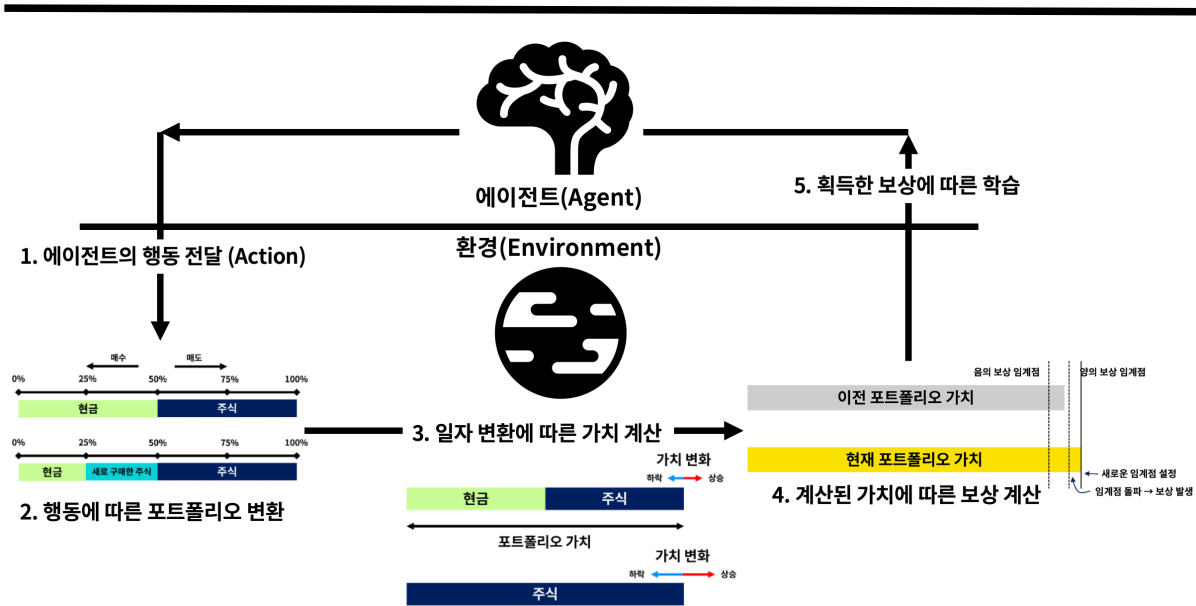 에이전트(Agent)
환경(Environment)
1. 에이전트의 행동 전달 (Action)
매수 매도
0% 25% 50% 75% 100%
현금 주식
0% 25% 50% 75% 100%
현금 새로 구매한 주식 주식
2. 행동에 따른 포트폴리오 변환
3. 일자 변환에 따른 가치 계산
가치 변화
하락 상승
현금 주식
포트폴리오 가치
가치 변화
하락 상승
주식
음의 보상 임계점 양의 보상 임계점
이전 포트폴리오 가치
현재 포트폴리오 가치
새로운 임계점 설정
임계점 돌파 → 보상 발생
4. 계산된 가치에 따른 보상 계산
5. 획득한 보상에 따른 학습